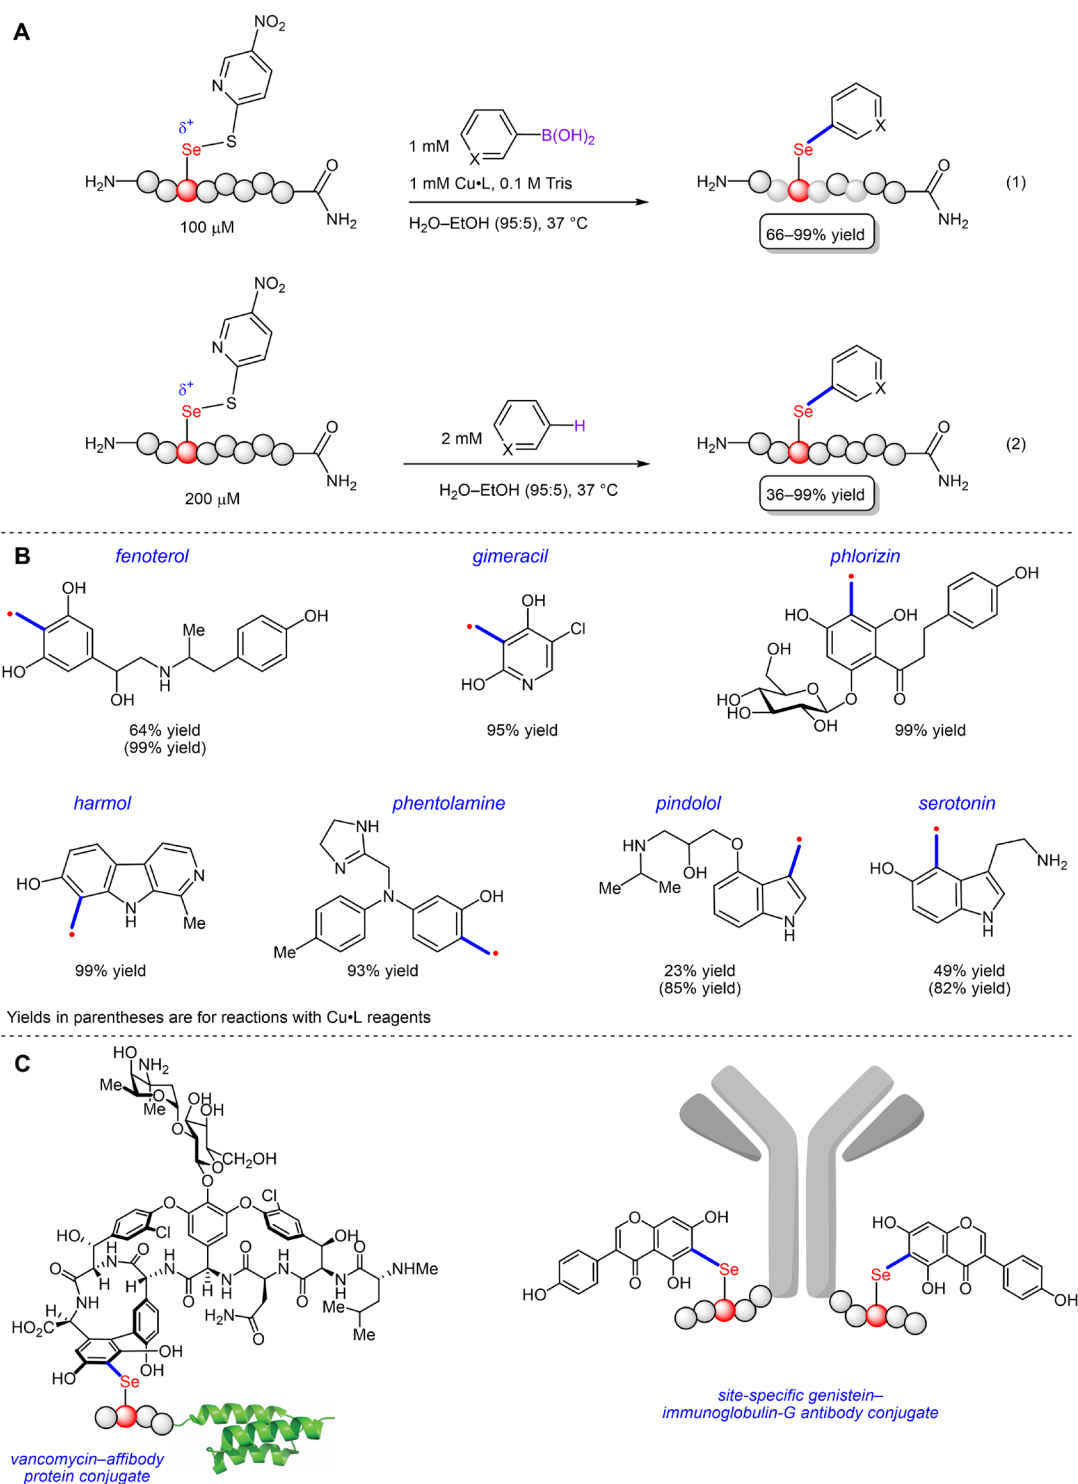 A
NO₂
N
δ⁺
Se
S
H₂N
O
NH₂
100 μM
1 mM
X
B(OH)₂
1 mM Cu•L, 0.1 M Tris
H₂O–EtOH (95:5), 37 °C
X
Se
H₂N
O
NH₂
66–99% yield
(1)
NO₂
N
δ⁺
Se
S
H₂N
O
NH₂
200 μM
2 mM
X
H
H₂O–EtOH (95:5), 37 °C
X
Se
H₂N
O
NH₂
36–99% yield
(2)
B
fenoterol
OH
HO
OH
Me
N
H
OH
64% yield
(99% yield)
gimeracil
OH
Cl
HO
N
95% yield
phlorizin
HO
OH
OH
O
O
OH
O
HO
HO
OH
99% yield
harmol
HO
N
H
N
Me
99% yield
phentolamine
NH
N
N
OH
Me
93% yield
pindolol
HN
OH
O
Me
Me
N
H
23% yield
(85% yield)
serotonin
HO
NH₂
N
H
49% yield
(82% yield)
Yields in parentheses are for reactions with Cu•L reagents
C
HO
NH₂
Me
O
Me
OH
OH
O
O
CH₂OH
O
O
O
Cl
Cl
HO
OH
O
H
N
O
H
N
O
H
N
O
H
N
O
NHMe
H
N
H
O
N
H
N
H
N
H
O
NH
H
HO₂C
H₂N
O
Me
Me
OH
HO
OH
Se
vancomycin–affibody
protein conjugate
O
OH
O
OH
HO
Se
HO
O
Se
OH
O
OH
site-specific genistein–
immunoglobulin-G antibody conjugate